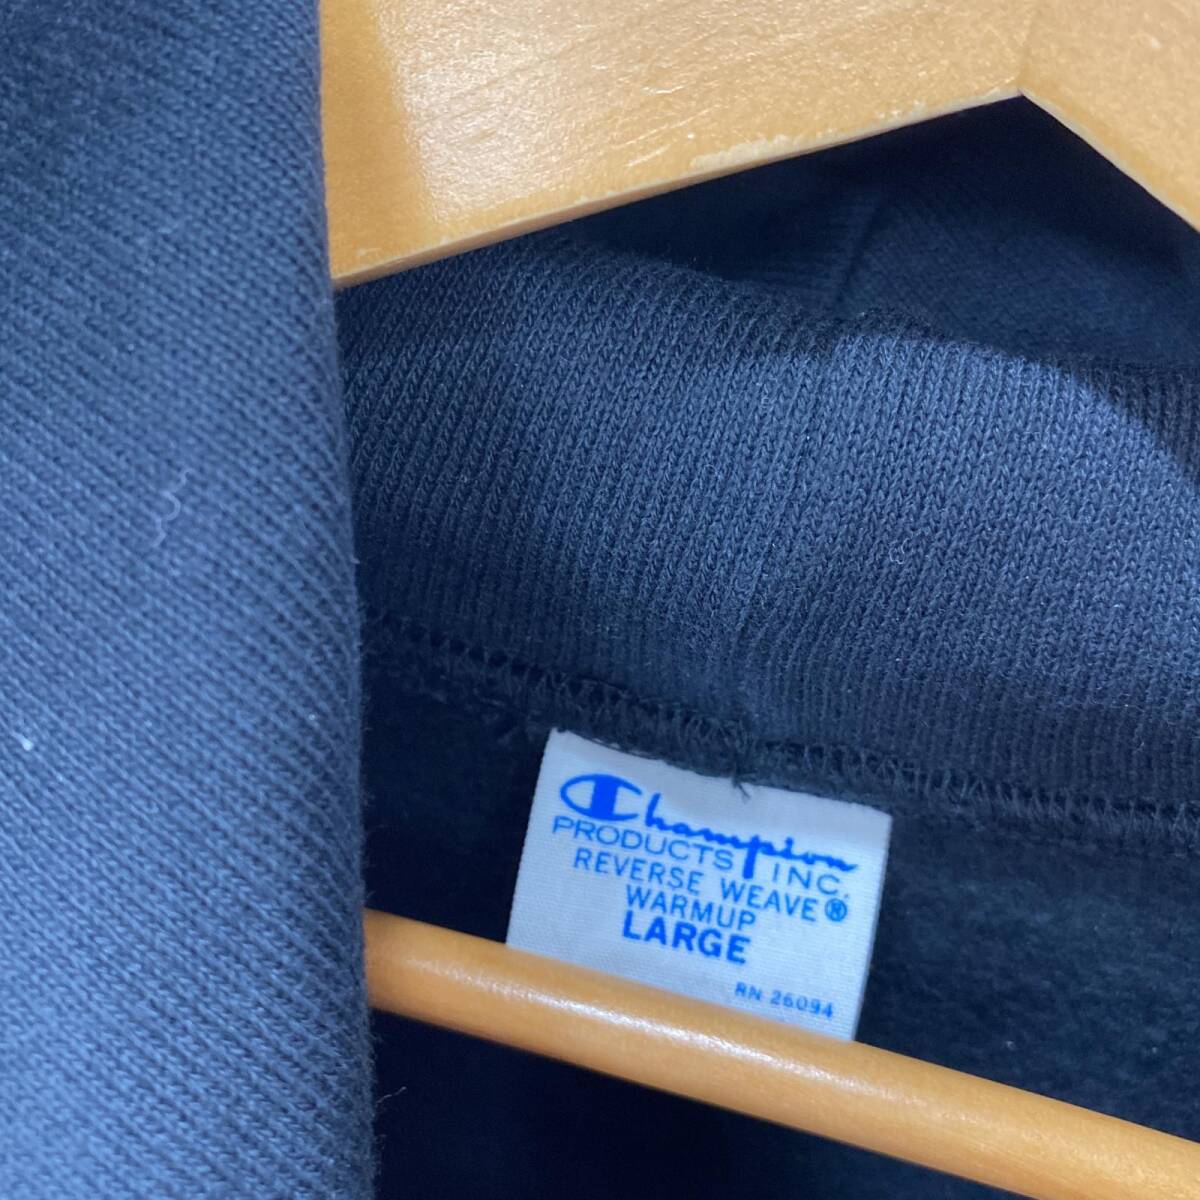 Champion
PRODUCTS INC.
REVERSE WEAVE®
WARMUP
LARGE
RN 26094